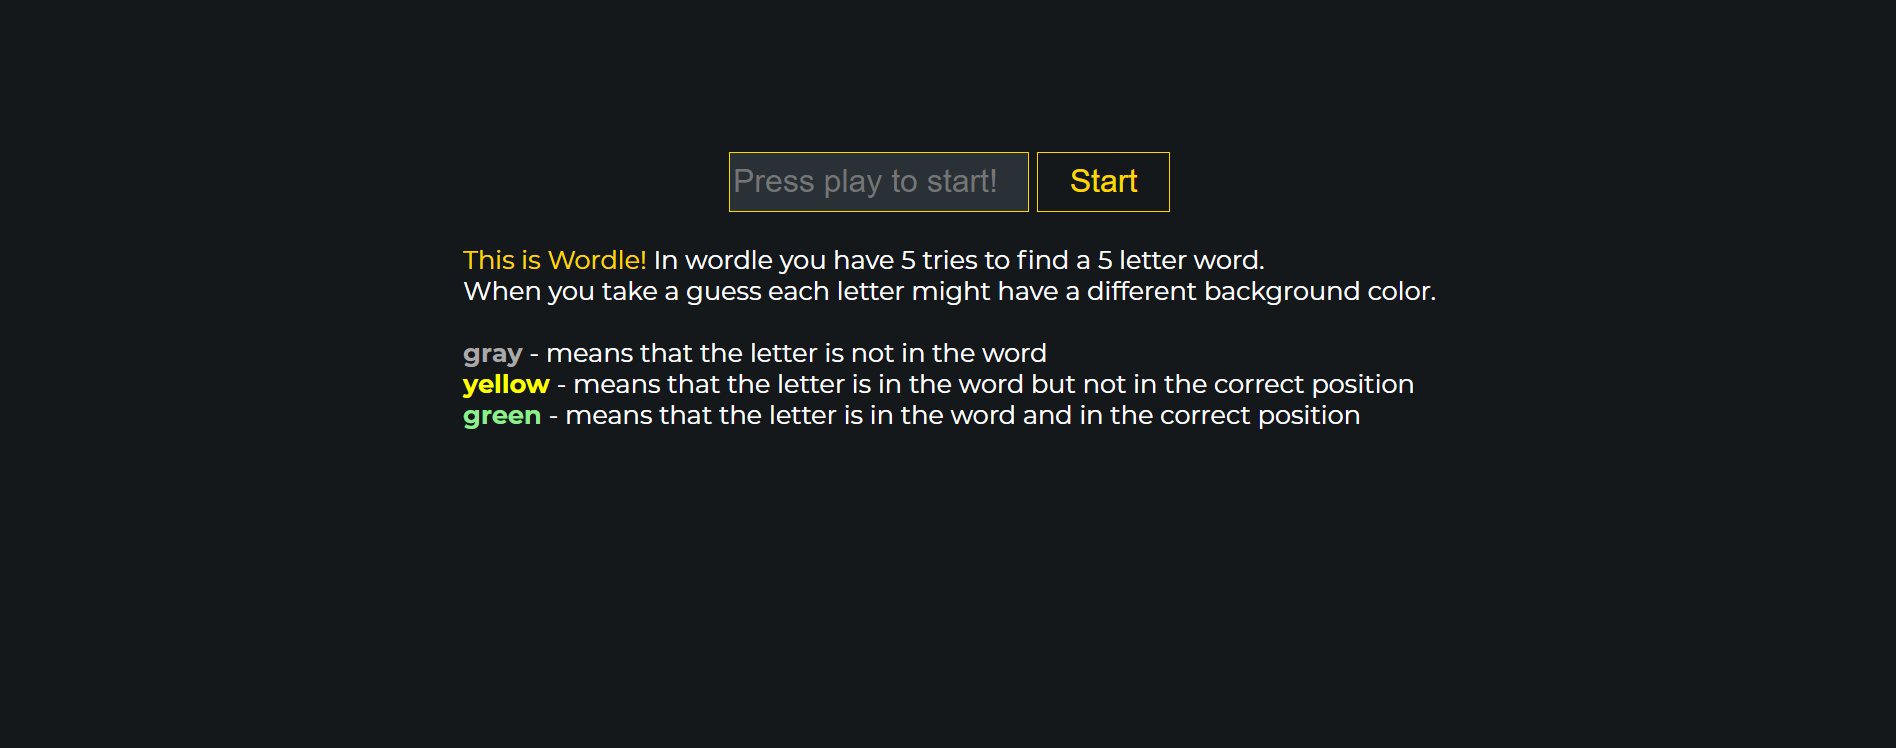 Press play to start! Start
This is Wordle! In wordle you have 5 tries to find a 5 letter word.
When you take a guess each letter might have a different background color.
gray - means that the letter is not in the word
yellow - means that the letter is in the word but not in the correct position
green - means that the letter is in the word and in the correct position